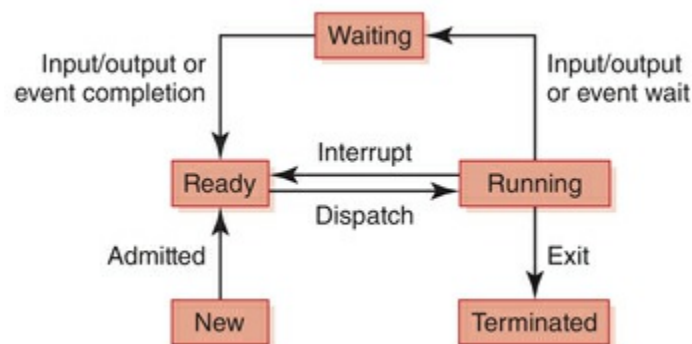 Waiting
Input/output or
event completion
Input/output
or event wait
Interrupt
Ready
Running
Dispatch
Admitted
Exit
New
Terminated